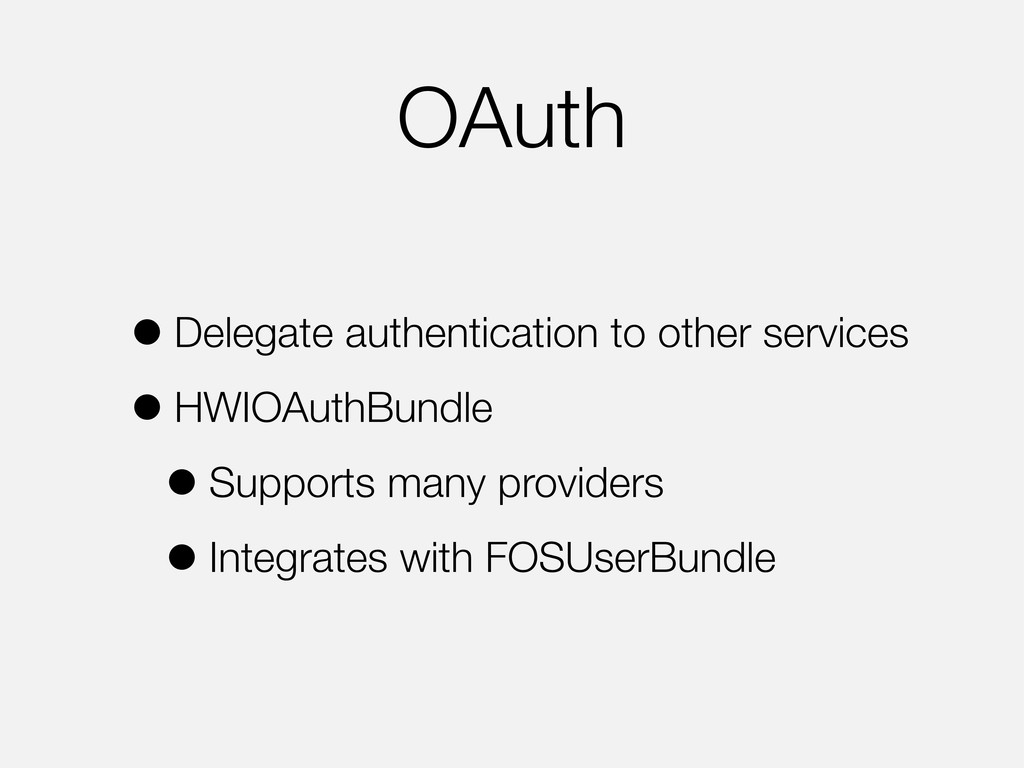 OAuth
• Delegate authentication to other services
• HWIOAuthBundle
• Supports many providers
• Integrates with FOSUserBundle